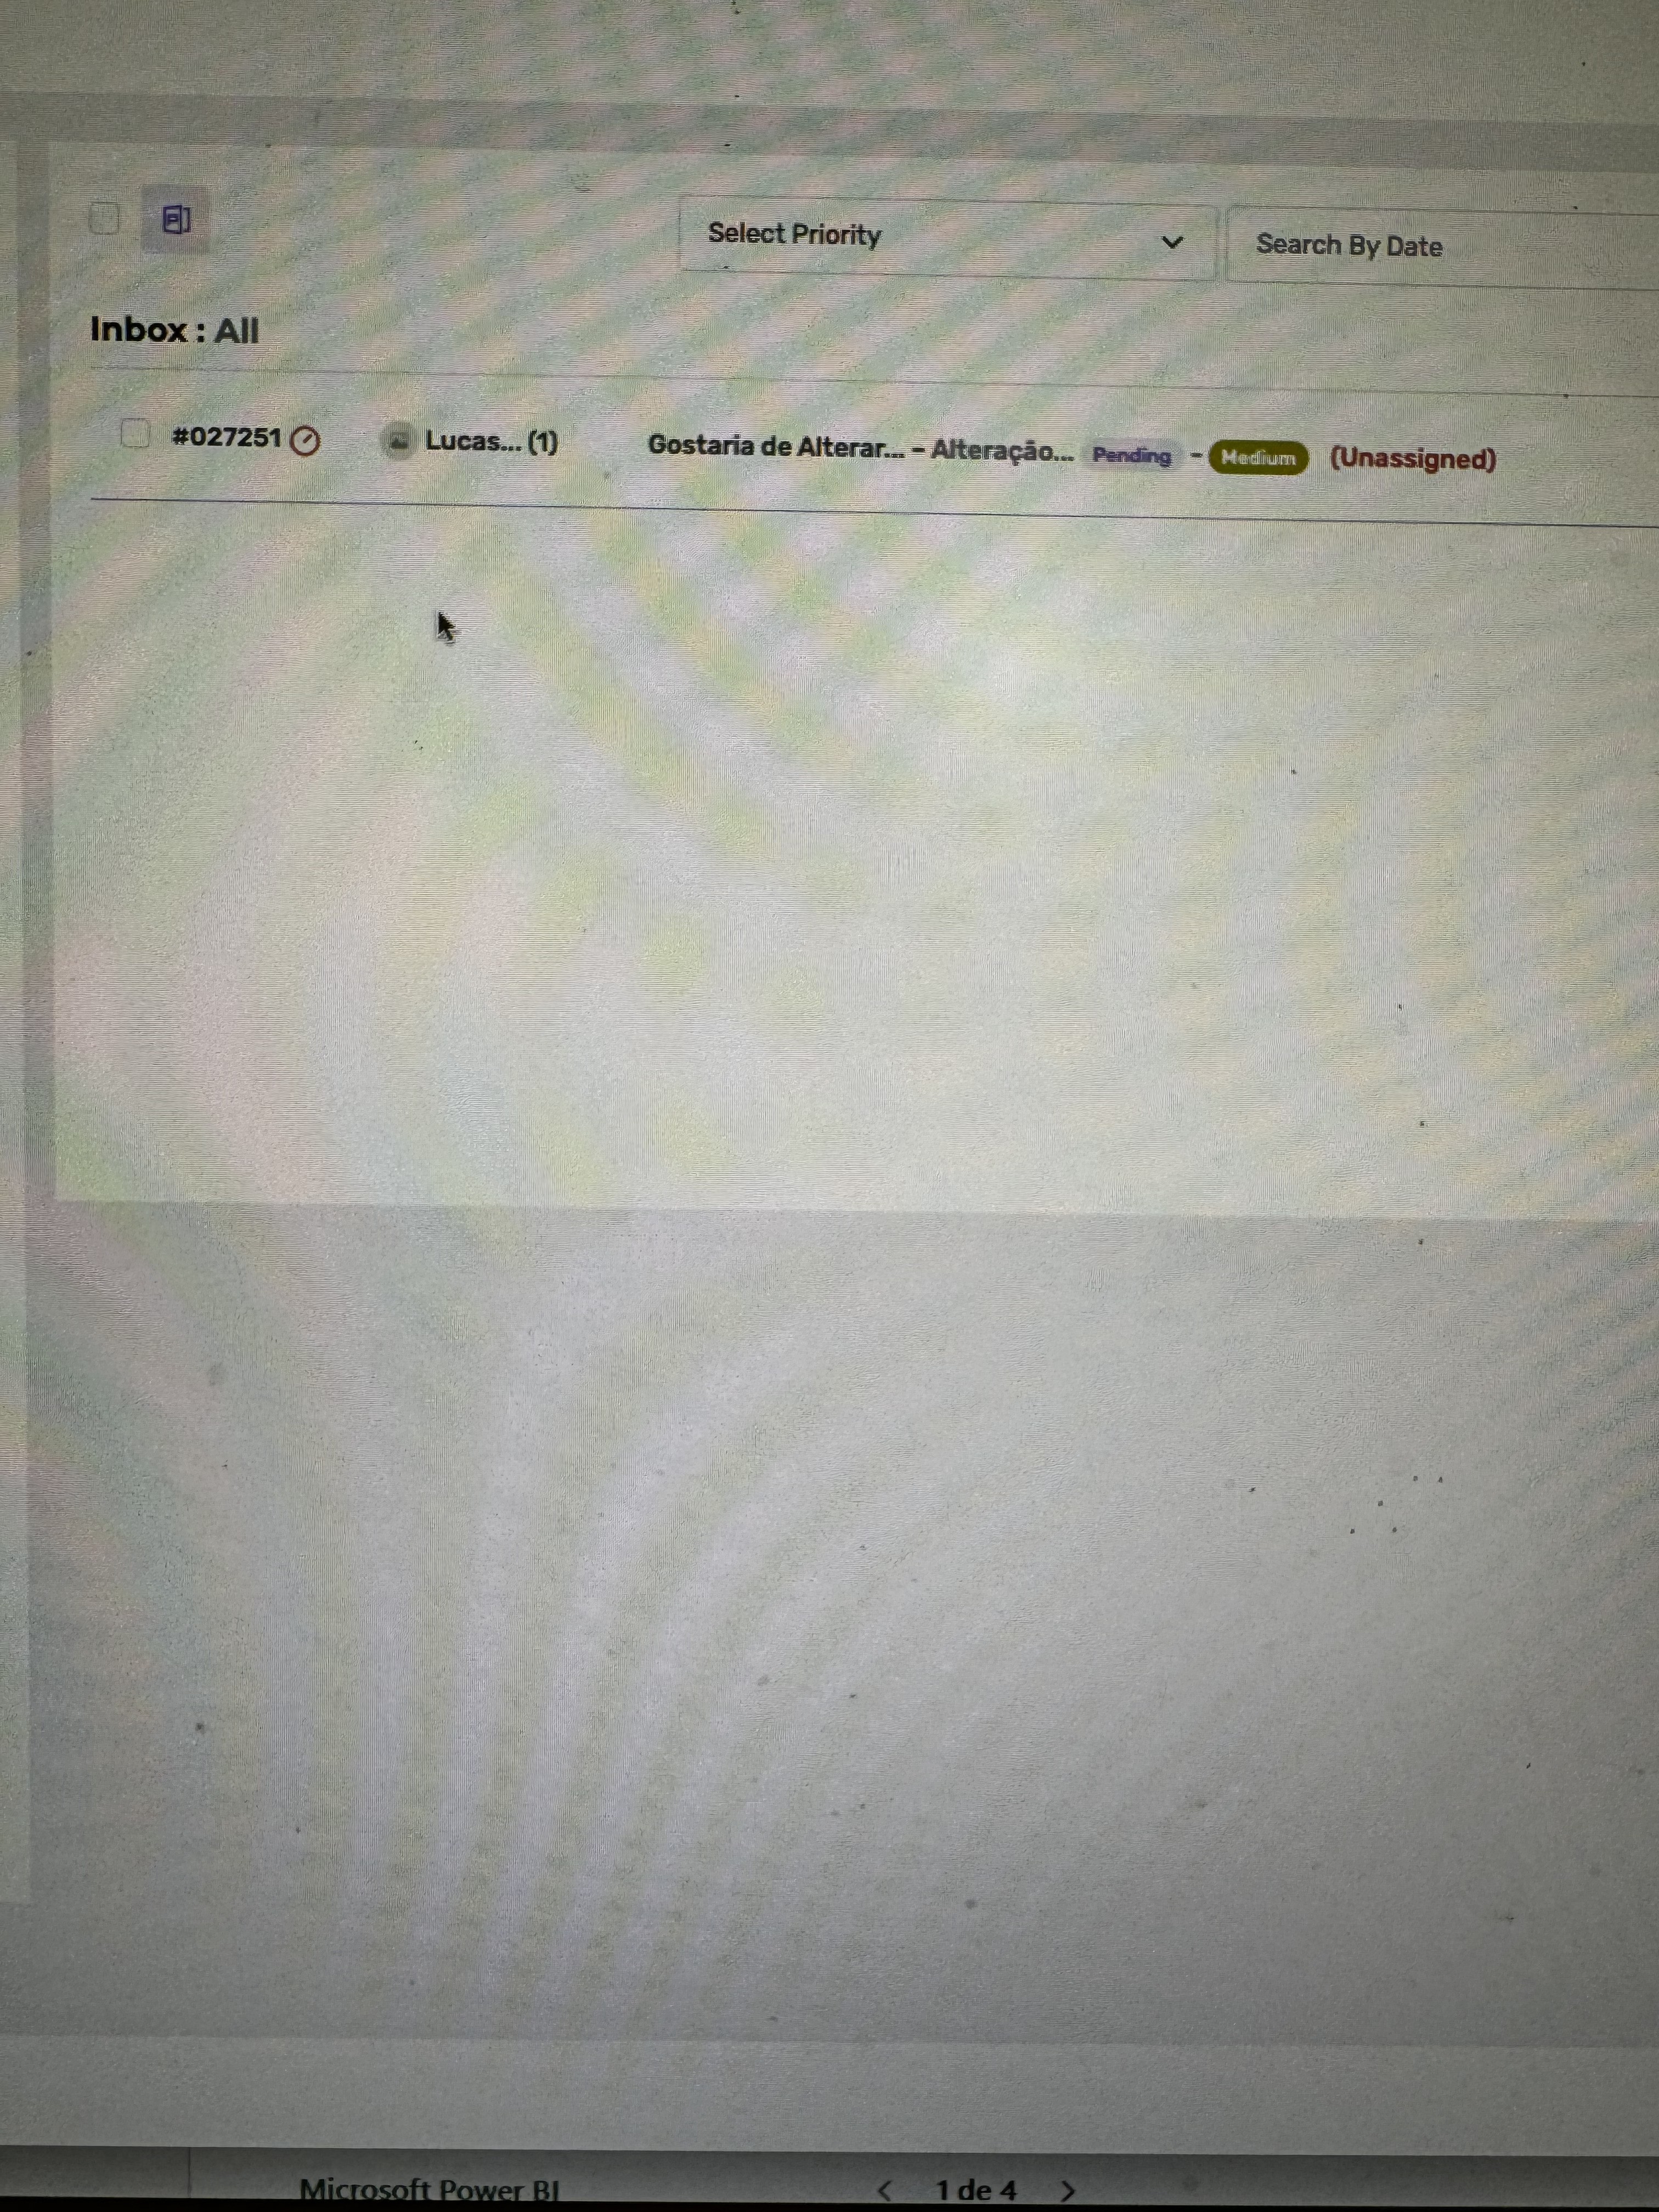 Select Priority
Search By Date
Inbox : All
#027251 Lucas... (1) Gostaria de Alterar... - Alteração... Pending - Medium (Unassigned)
Microsoft Power BI
1 de 4